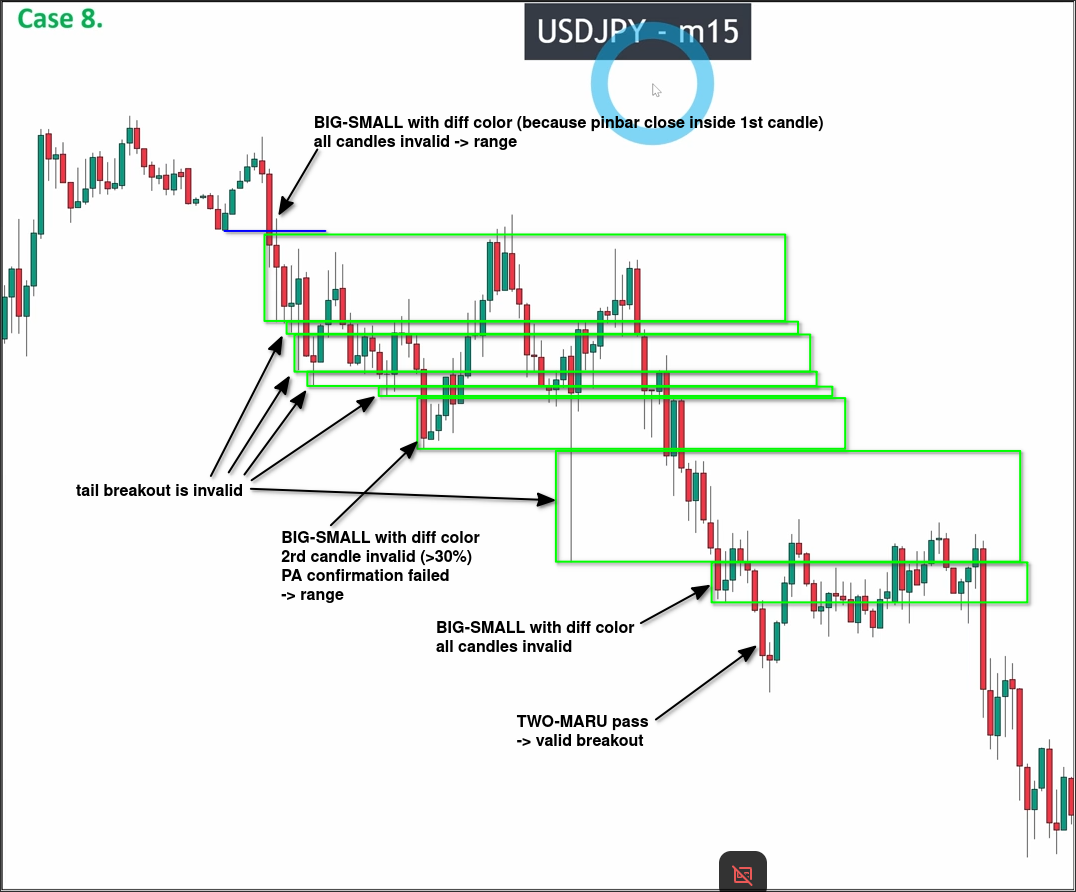 Case 8.
USDJPY - m15
BIG-SMALL with diff color (because pinbar close inside 1st candle)
all candles invalid -> range
tail breakout is invalid
BIG-SMALL with diff color
2rd candle invalid (>30%)
PA confirmation failed
-> range
BIG-SMALL with diff color
all candles invalid
TWO-MARU pass
-> valid breakout